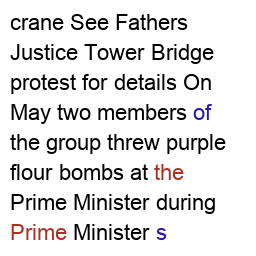 crane See Fathers
Justice Tower Bridge
protest for details On
May two members of
the group threw purple
flour bombs at the
Prime Minister during
Prime Minister s